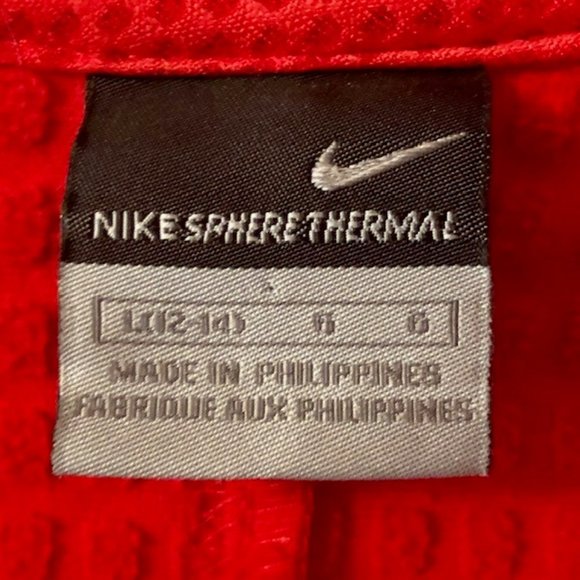 NIKE SPHERE THERMAL
L(12-14) G G
MADE IN PHILIPPINES
FABRIQUE AUX PHILIPPINES